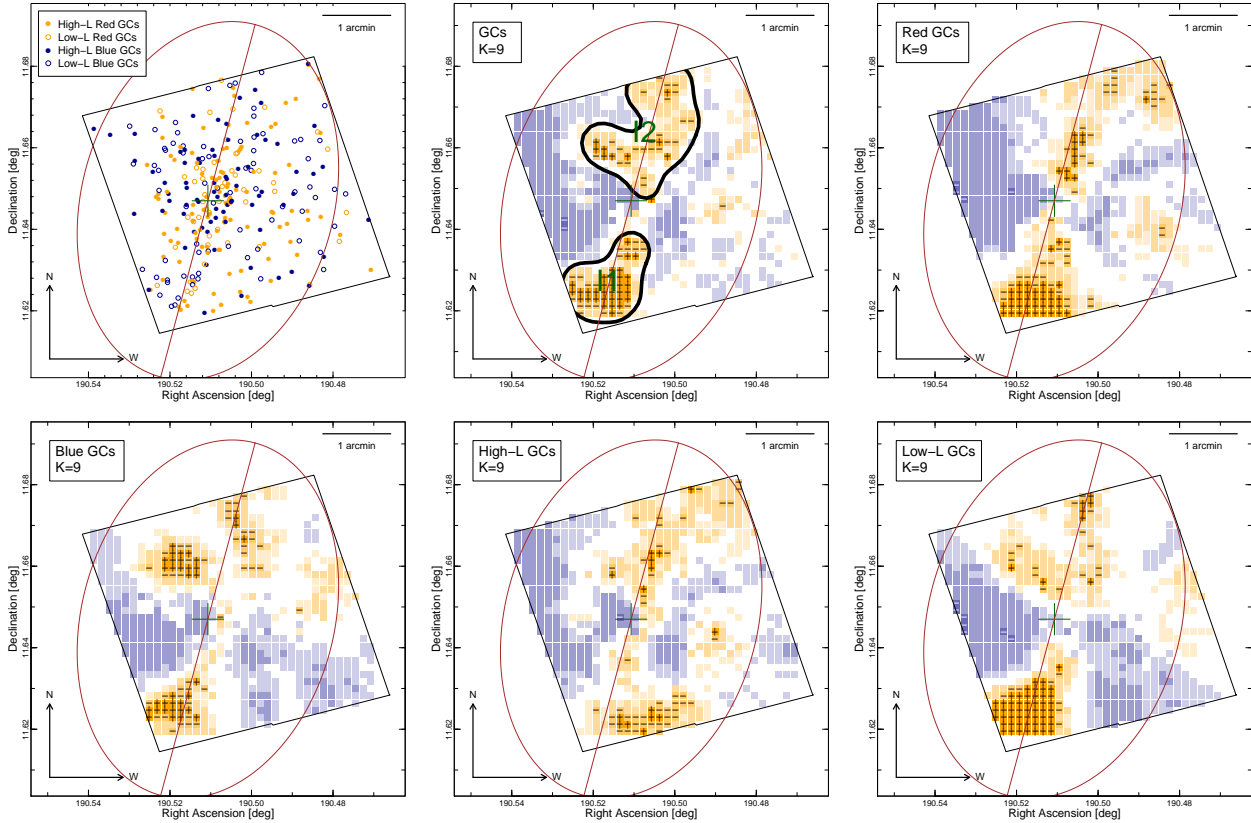 High−L Red GCs
Low−L Red GCs
High−L Blue GCs
Low−L Blue GCs
1 arcmin
N
W
11.68
11.66
11.64
11.62
Declination [deg]
190.54 190.52 190.50 190.48
Right Ascension [deg]
GCs
K=9
1 arcmin
I2
I1
N
W
11.68
11.66
11.64
11.62
Declination [deg]
190.54 190.52 190.50 190.48
Right Ascension [deg]
Red GCs
K=9
1 arcmin
N
W
11.68
11.66
11.64
11.62
Declination [deg]
190.54 190.52 190.50 190.48
Right Ascension [deg]
Blue GCs
K=9
1 arcmin
N
W
11.68
11.66
11.64
11.62
Declination [deg]
190.54 190.52 190.50 190.48
Right Ascension [deg]
High−L GCs
K=9
1 arcmin
N
W
11.68
11.66
11.64
11.62
Declination [deg]
190.54 190.52 190.50 190.48
Right Ascension [deg]
Low−L GCs
K=9
1 arcmin
N
W
11.68
11.66
11.64
11.62
Declination [deg]
190.54 190.52 190.50 190.48
Right Ascension [deg]